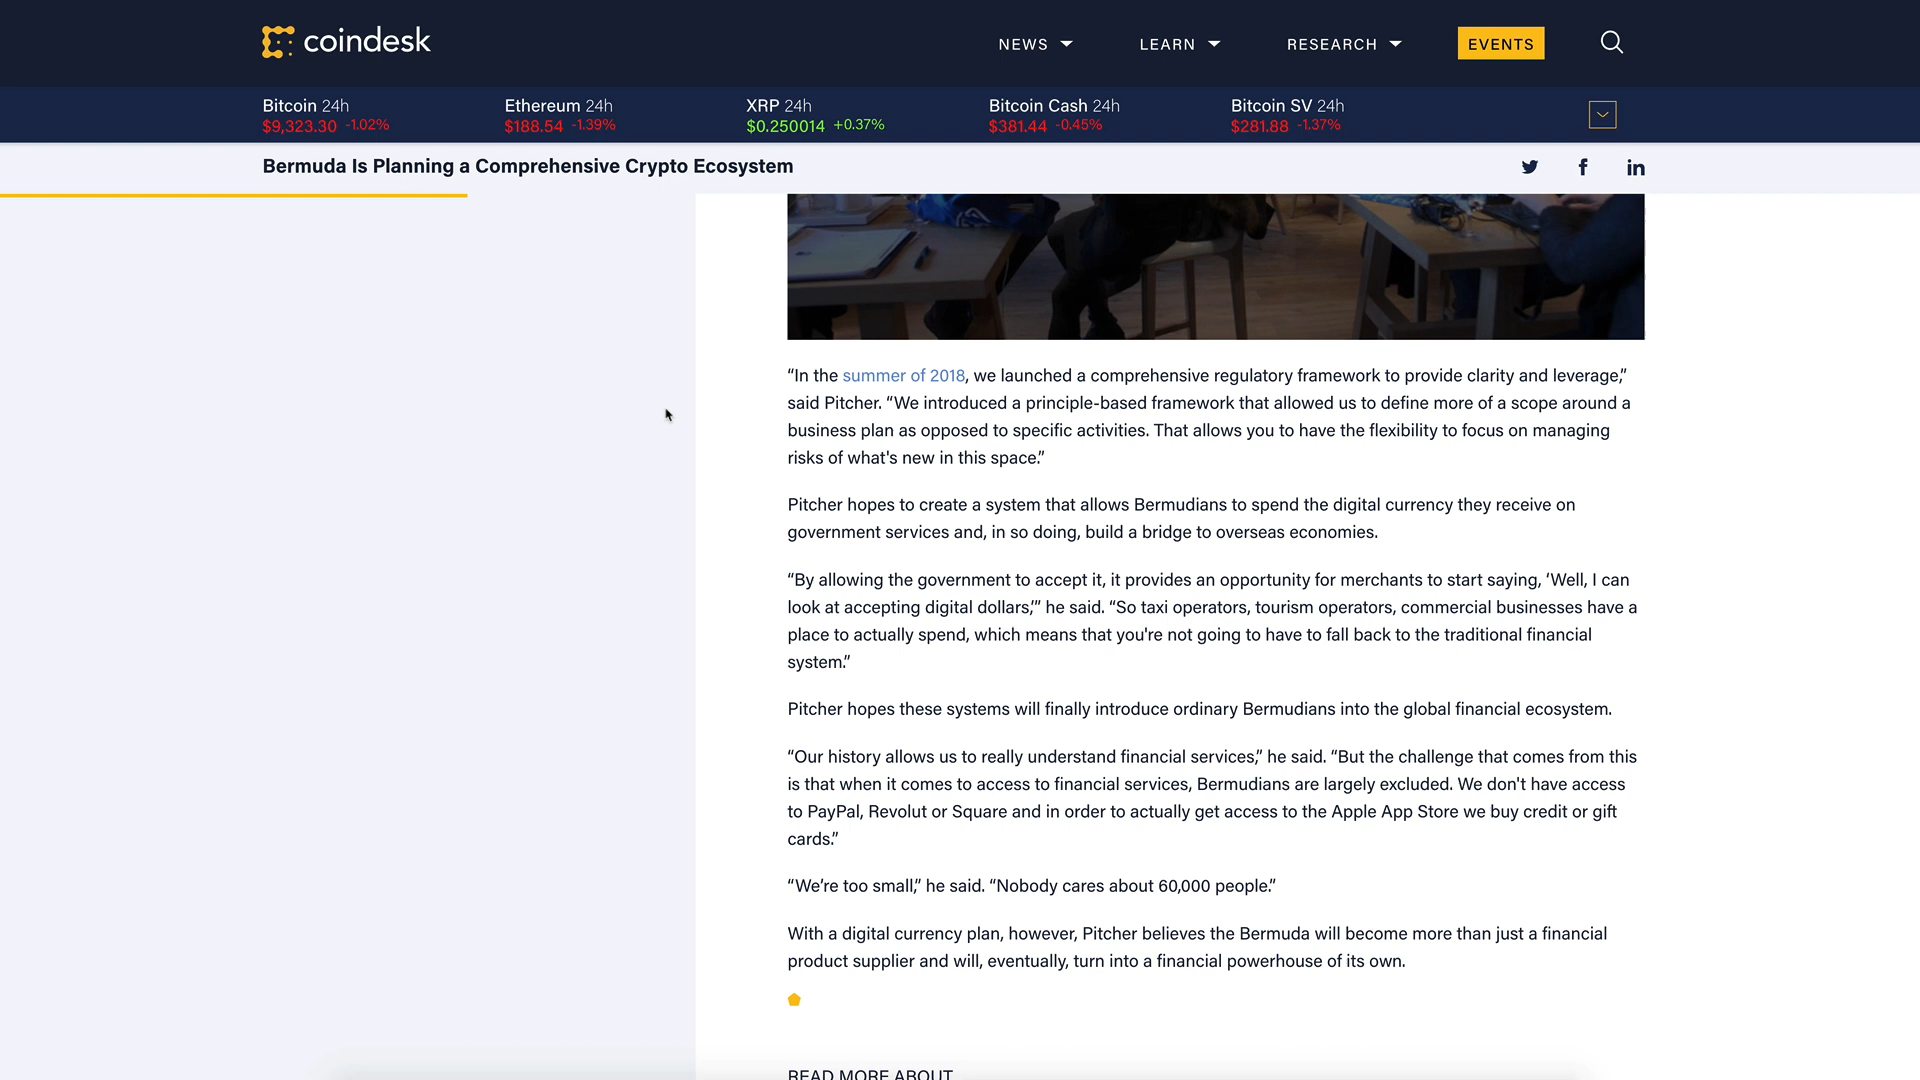 coindesk
NEWS
LEARN
RESEARCH
EVENTS
Bitcoin 24h
$9,323.30 -1.02%
Ethereum 24h
$188.54 -1.39%
XRP 24h
$0.250014 +0.37%
Bitcoin Cash 24h
$381.44 -0.45%
Bitcoin SV 24h
$281.88 -1.37%
Bermuda Is Planning a Comprehensive Crypto Ecosystem
“In the summer of 2018, we launched a comprehensive regulatory framework to provide clarity and leverage,”
said Pitcher. “We introduced a principle-based framework that allowed us to define more of a scope around a
business plan as opposed to specific activities. That allows you to have the flexibility to focus on managing
risks of what's new in this space.”
Pitcher hopes to create a system that allows Bermudians to spend the digital currency they receive on
government services and, in so doing, build a bridge to overseas economies.
“By allowing the government to accept it, it provides an opportunity for merchants to start saying, ‘Well, I can
look at accepting digital dollars,’” he said. “So taxi operators, tourism operators, commercial businesses have a
place to actually spend, which means that you're not going to have to fall back to the traditional financial
system.”
Pitcher hopes these systems will finally introduce ordinary Bermudians into the global financial ecosystem.
“Our history allows us to really understand financial services,” he said. “But the challenge that comes from this
is that when it comes to access to financial services, Bermudians are largely excluded. We don't have access
to PayPal, Revolut or Square and in order to actually get access to the Apple App Store we buy credit or gift
cards.”
“We’re too small,” he said. “Nobody cares about 60,000 people.”
With a digital currency plan, however, Pitcher believes the Bermuda will become more than just a financial
product supplier and will, eventually, turn into a financial powerhouse of its own.
READ MORE ABOUT